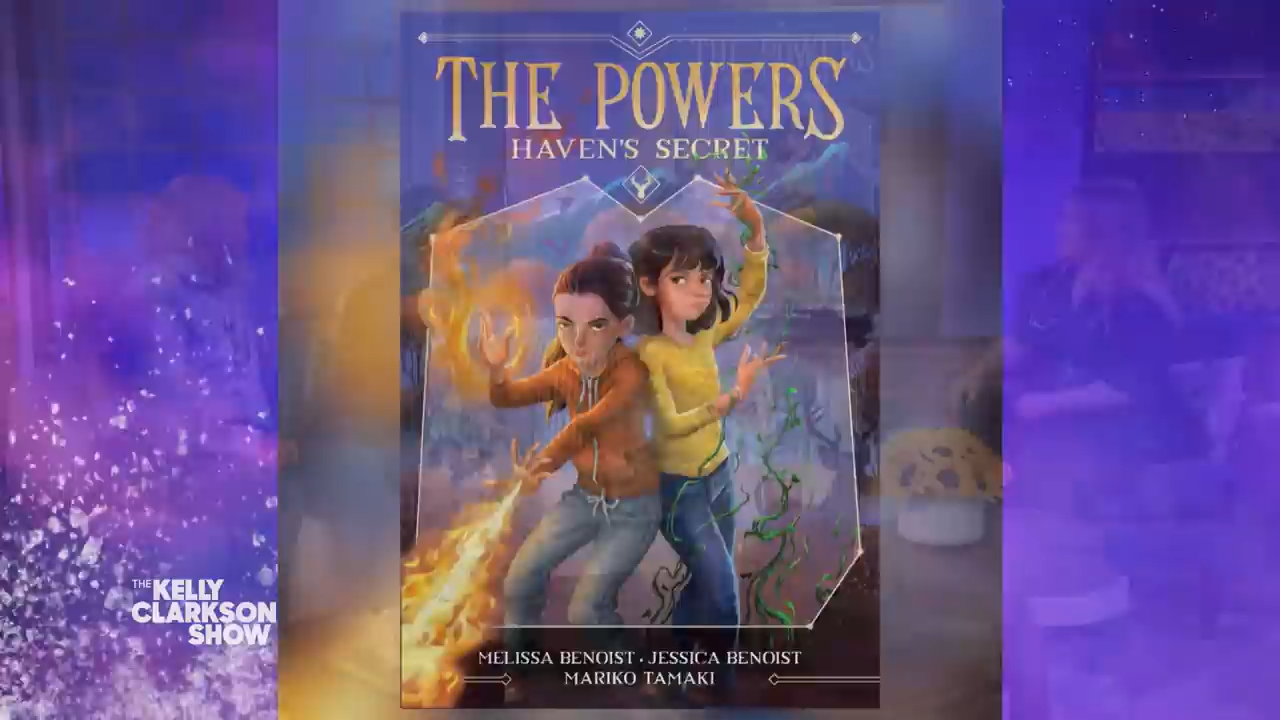 THE POWERS
HAVEN'S SECRET
MELISSA BENOIST · JESSICA BENOIST
MARIKO TAMAKI
THE
KELLY
CLARKSON
SHOW